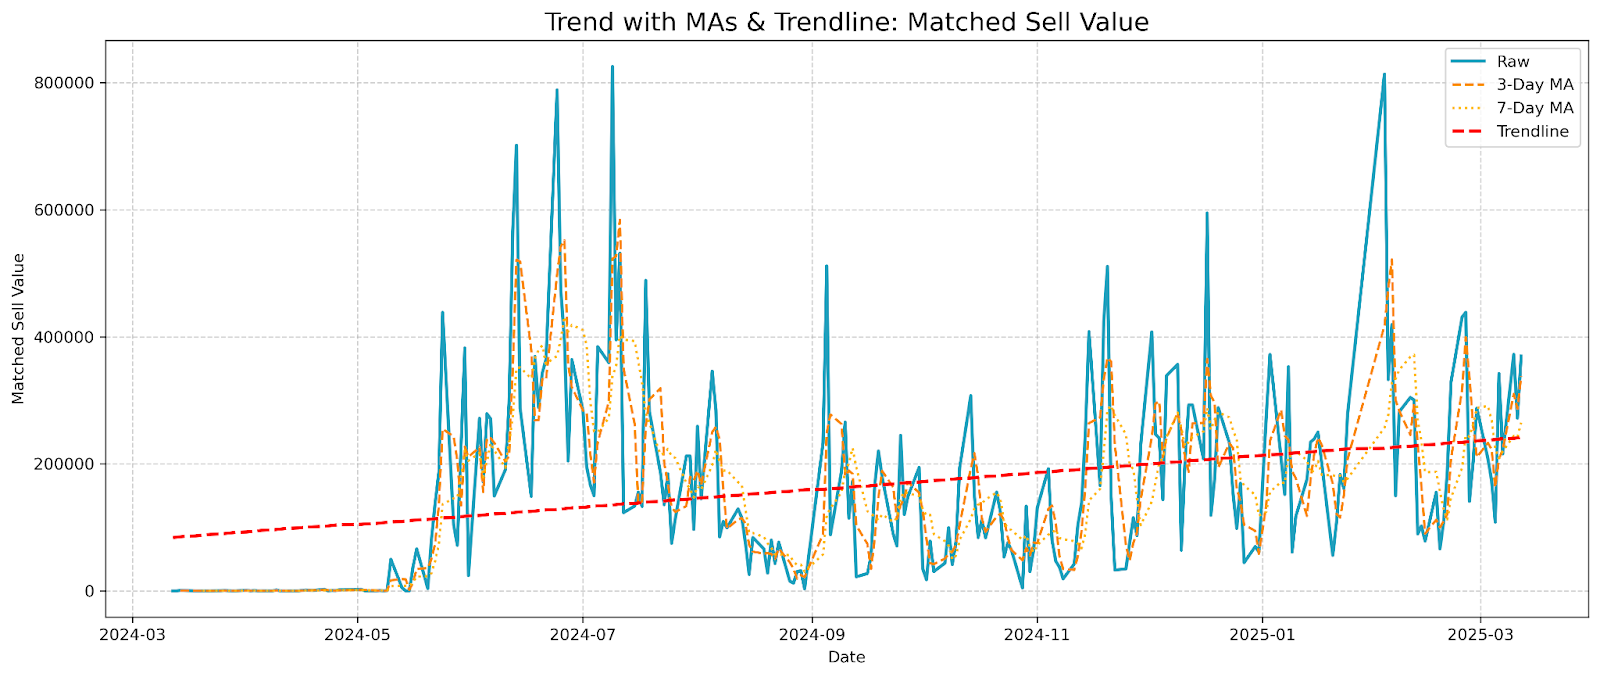 Trend with MAs & Trendline: Matched Sell Value
Raw
3-Day MA
7-Day MA
Trendline
Matched Sell Value
800000
600000
400000
200000
0
2024-03
2024-05
2024-07
2024-09
2024-11
2025-01
2025-03
Date